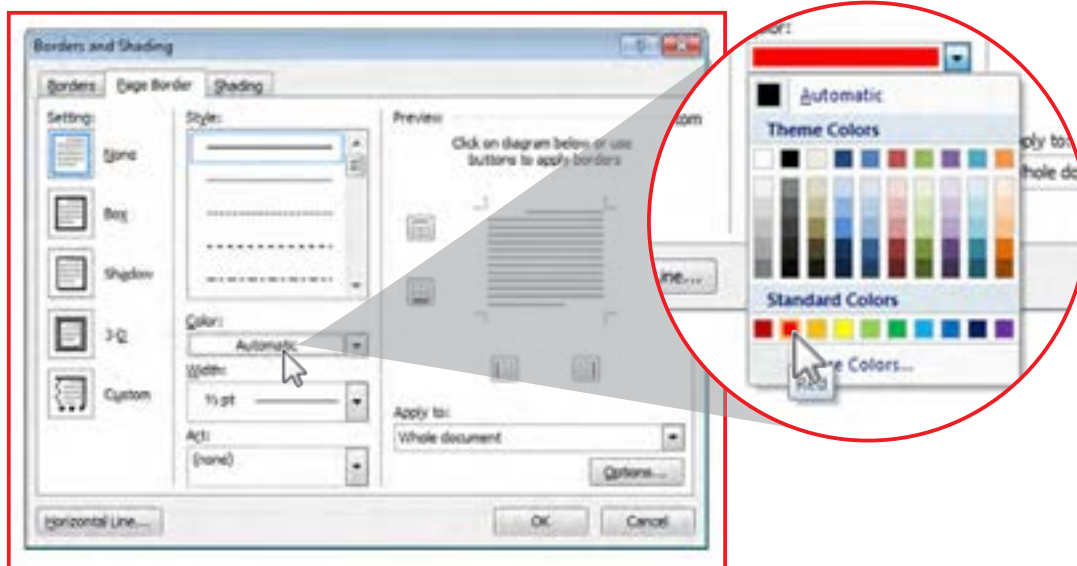 Borders and Shading
Borders Page Border Shading
Setting:
None
Box
Shadow
3-D
Custom
Style:
Color:
Automatic
Width:
½ pt
Art:
(none)
Preview
Click on diagram below or use
buttons to apply borders
Apply to:
Whole document
Options...
Horizontal Line...
OK Cancel
Automatic
Theme Colors
Standard Colors
Colors...
Red